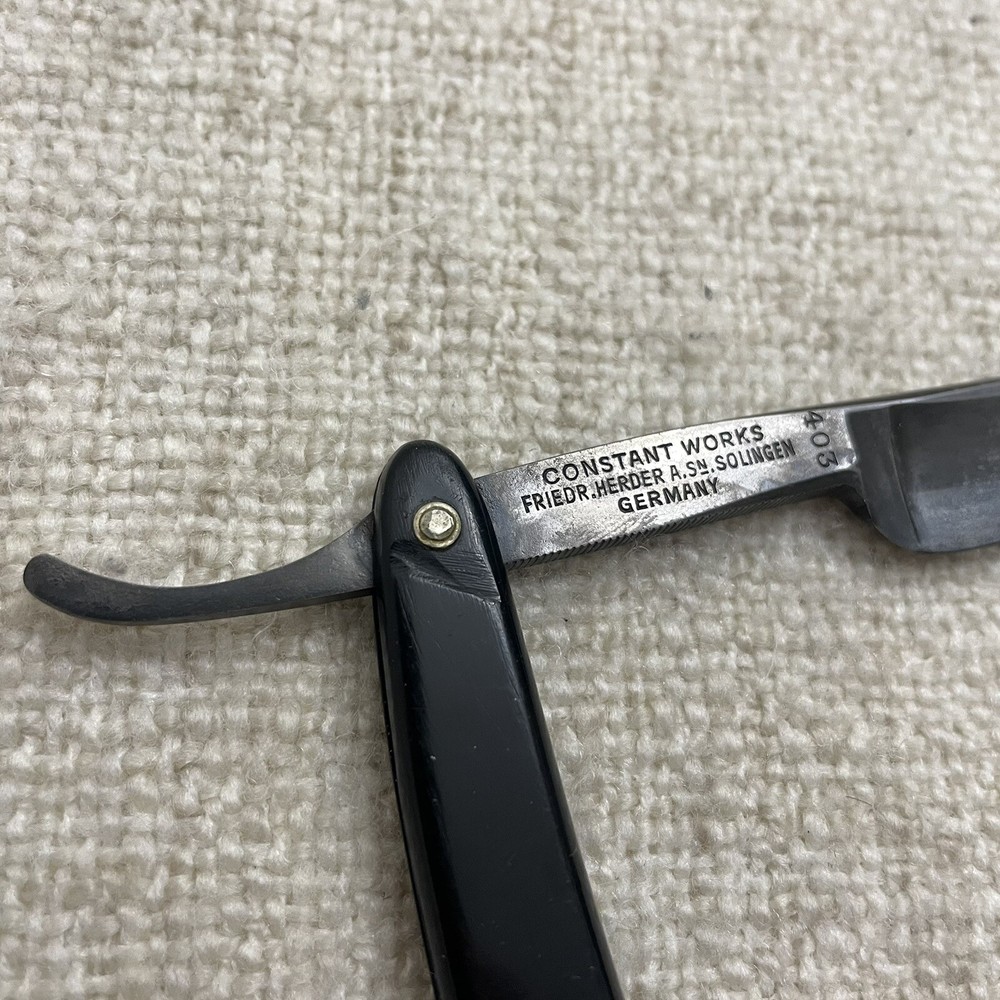 CONSTANT WORKS
FRIEDR. HERDER A. SN. SOLINGEN
GERMANY
403